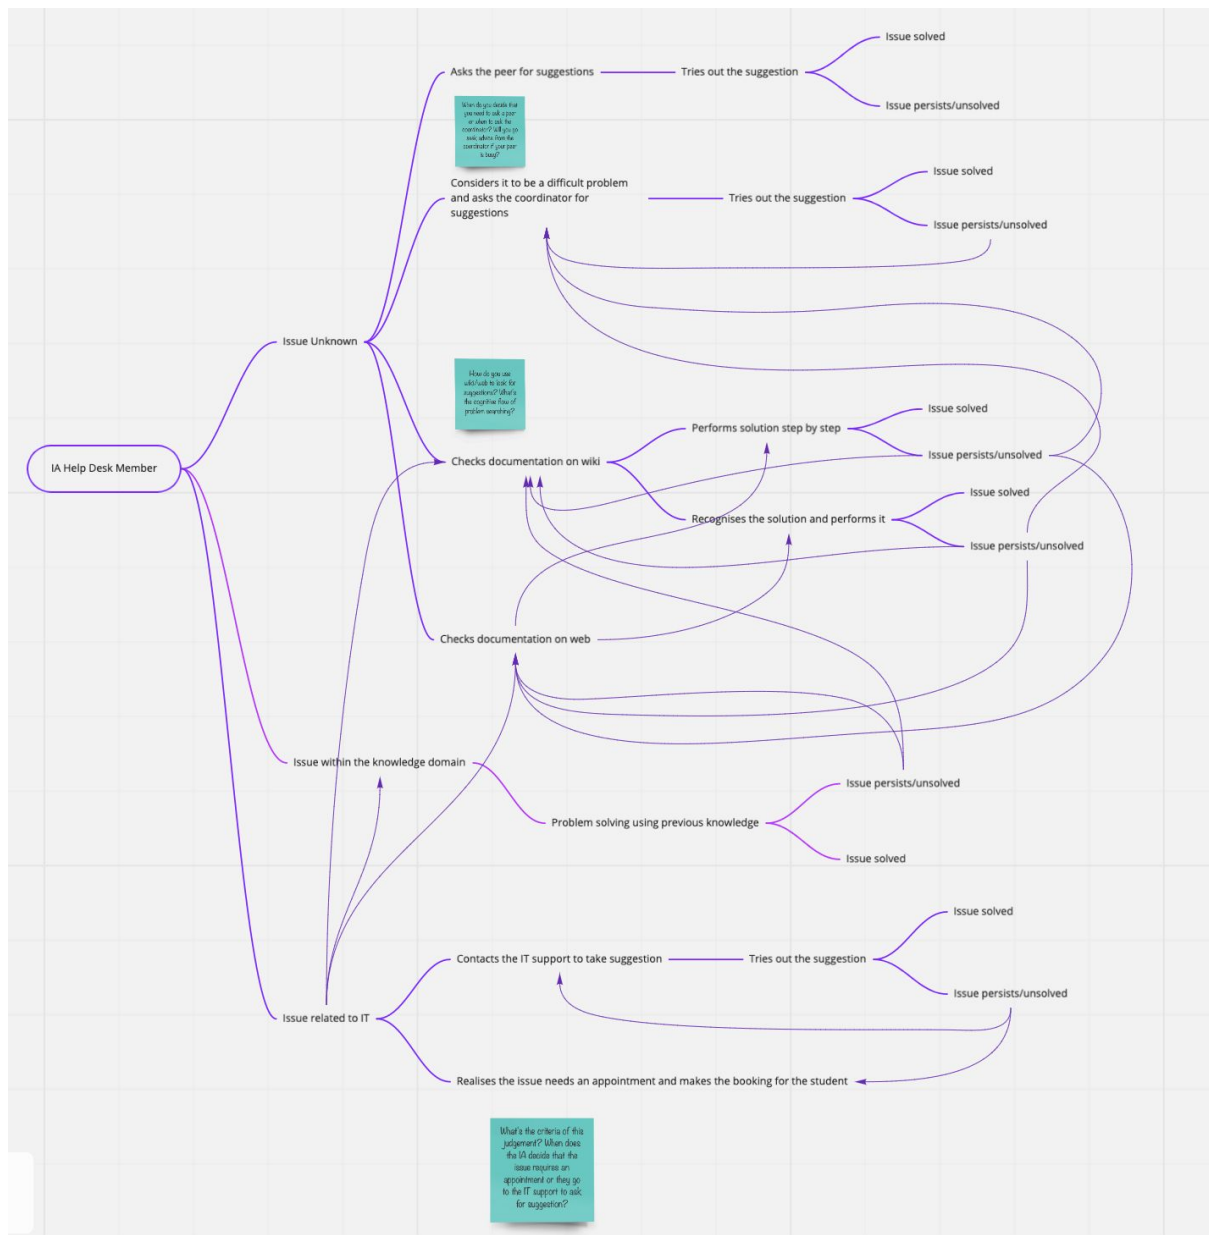 Issue solved
Asks the peer for suggestions
Tries out the suggestion
Issue persists/unsolved
When do you decide that
you need to ask a peer
or when to ask the
coordinator? Will you go
seek advice from the
coordinator if your peer
is busy?
Considers it to be a difficult problem
and asks the coordinator for
suggestions
Tries out the suggestion
Issue solved
Issue persists/unsolved
Issue Unknown
How do you use
wiki/web to look for
suggestions? What's
the cognitive flow of
problem searching?
IA Help Desk Member
Checks documentation on wiki
Performs solution step by step
Issue solved
Issue persists/unsolved
Recognises the solution and performs it
Issue solved
Issue persists/unsolved
Checks documentation on web
Issue within the knowledge domain
Problem solving using previous knowledge
Issue persists/unsolved
Issue solved
Issue related to IT
Contacts the IT support to take suggestion
Tries out the suggestion
Issue solved
Issue persists/unsolved
Realises the issue needs an appointment and makes the booking for the student
What's the criteria of this
judgement? When does
the IA decide that the
issue requires an
appointment or they go
to the IT support to ask
for suggestion?